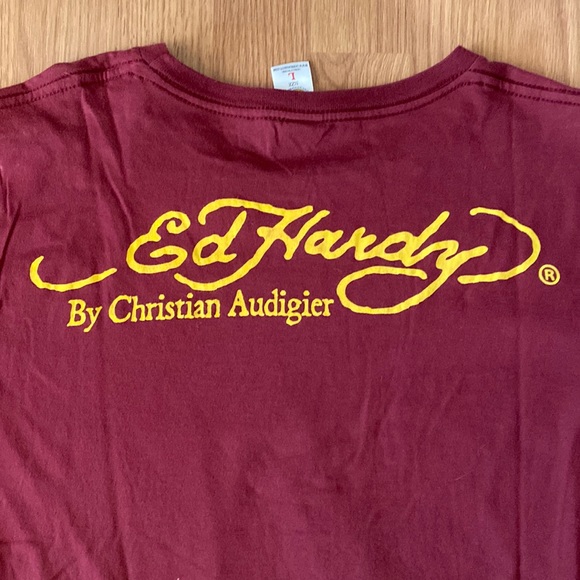 L
Ed Hardy ®
By Christian Audigier